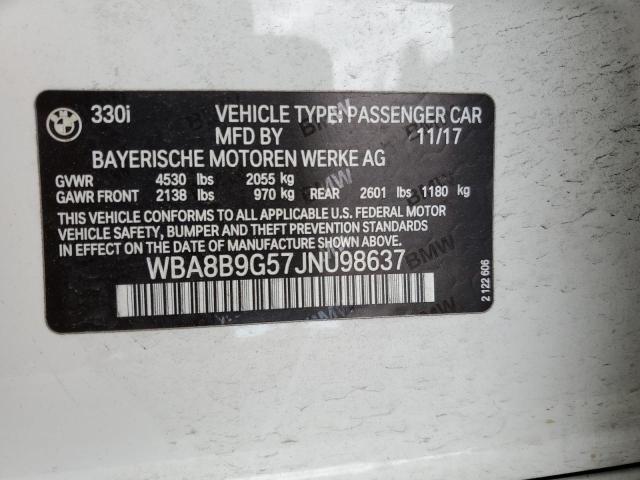 BMW 330i VEHICLE TYPE: PASSENGER CAR
MFD BY 11/17
BAYERISCHE MOTOREN WERKE AG
GVWR 4530 lbs 2055 kg
GAWR FRONT 2138 lbs 970 kg REAR 2601 lbs 1180 kg
THIS VEHICLE CONFORMS TO ALL APPLICABLE U.S. FEDERAL MOTOR
VEHICLE SAFETY, BUMPER AND THEFT PREVENTION STANDARDS
IN EFFECT ON THE DATE OF MANUFACTURE SHOWN ABOVE.
WBA8B9G57JNU98637
2 122 606